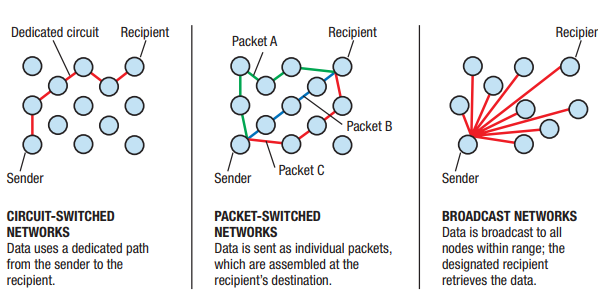 Dedicated circuit
Recipient
Sender
CIRCUIT-SWITCHED
NETWORKS
Data uses a dedicated path
from the sender to the
recipient.
Packet A
Recipient
Packet B
Packet C
Sender
PACKET-SWITCHED
NETWORKS
Data is sent as individual packets,
which are assembled at the
recipient's destination.
Recipien
Sender
BROADCAST NETWORKS
Data is broadcast to all
nodes within range; the
designated recipient
retrieves the data.